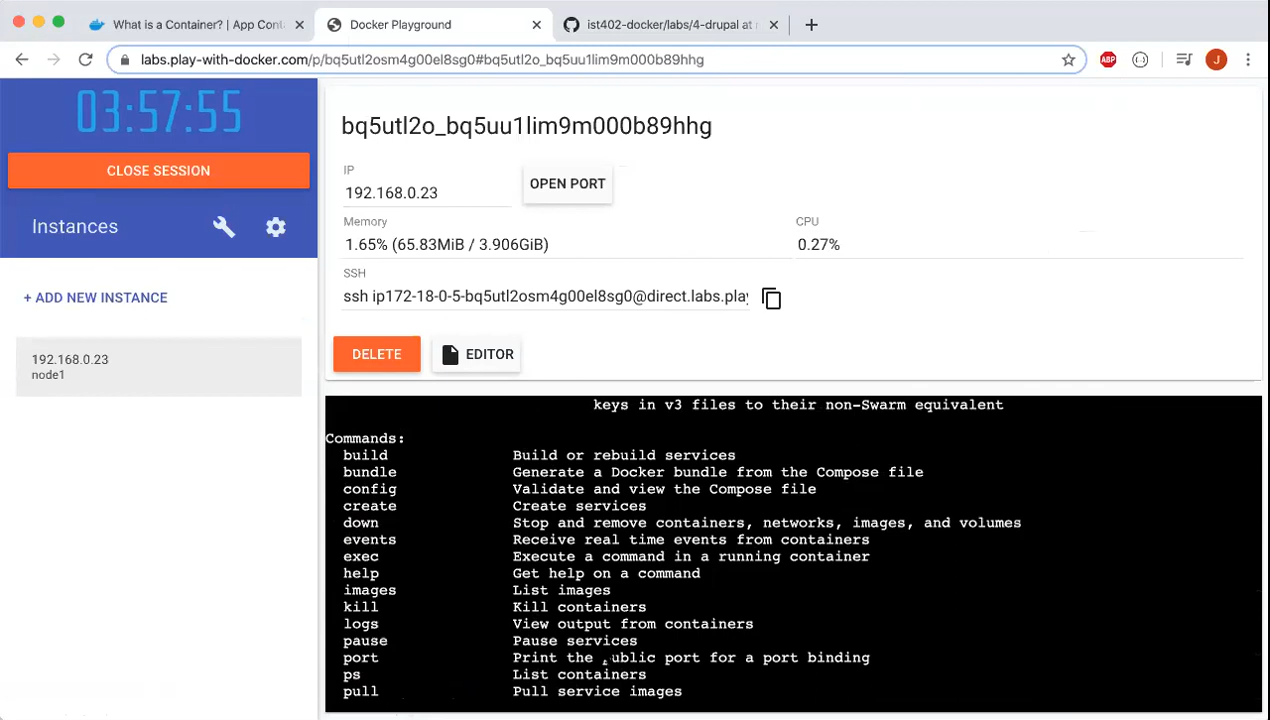 What is a Container? | App Cont
Docker Playground
ist402-docker/labs/4-drupal at
labs.play-with-docker.com/p/bq5utl2osm4g00el8sg0#bq5utl2o_bq5uu1lim9m000b89hhg
ABP
J
03:57:55
CLOSE SESSION
Instances
+ ADD NEW INSTANCE
192.168.0.23
node1
bq5utl2o_bq5uu1lim9m000b89hhg
IP
192.168.0.23
OPEN PORT
Memory
1.65% (65.83MiB / 3.906GiB)
CPU
0.27%
SSH
ssh ip172-18-0-5-bq5utl2osm4g00el8sg0@direct.labs.play
DELETE
EDITOR
keys in v3 files to their non-Swarm equivalent
Commands:
build Build or rebuild services
bundle Generate a Docker bundle from the Compose file
config Validate and view the Compose file
create Create services
down Stop and remove containers, networks, images, and volumes
events Receive real time events from containers
exec Execute a command in a running container
help Get help on a command
images List images
kill Kill containers
logs View output from containers
pause Pause services
port Print the public port for a port binding
ps List containers
pull Pull service images